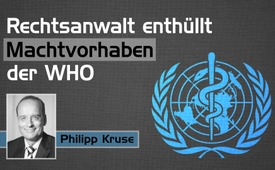 Rechtsanwalt enthüllt
Machtvorhaben
der WHO
Philipp Kruse